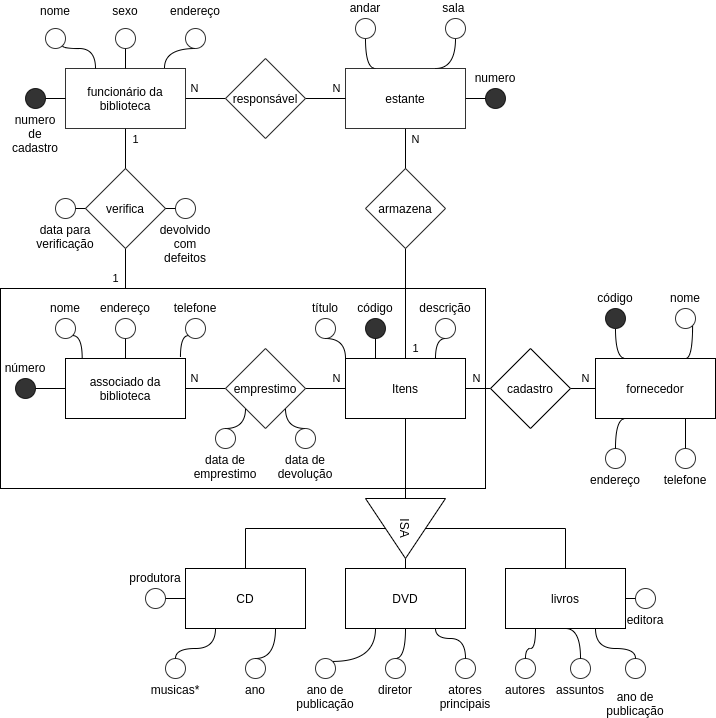 nome
sexo
endereço
andar
sala
funcionário da
biblioteca
N
responsável
N
estante
numero
numero
de
cadastro
1
N
verifica
armazena
data para
verificação
devolvido
com
defeitos
1
nome
endereço
telefone
título
código
descrição
código
nome
número
1
associado da
biblioteca
N
emprestimo
N
Itens
N
cadastro
N
fornecedor
data de
emprestimo
data de
devolução
endereço
telefone
ISA
produtora
CD
DVD
livros
editora
musicas*
ano
ano de
publicação
diretor
atores
principais
autores
assuntos
ano de
publicação